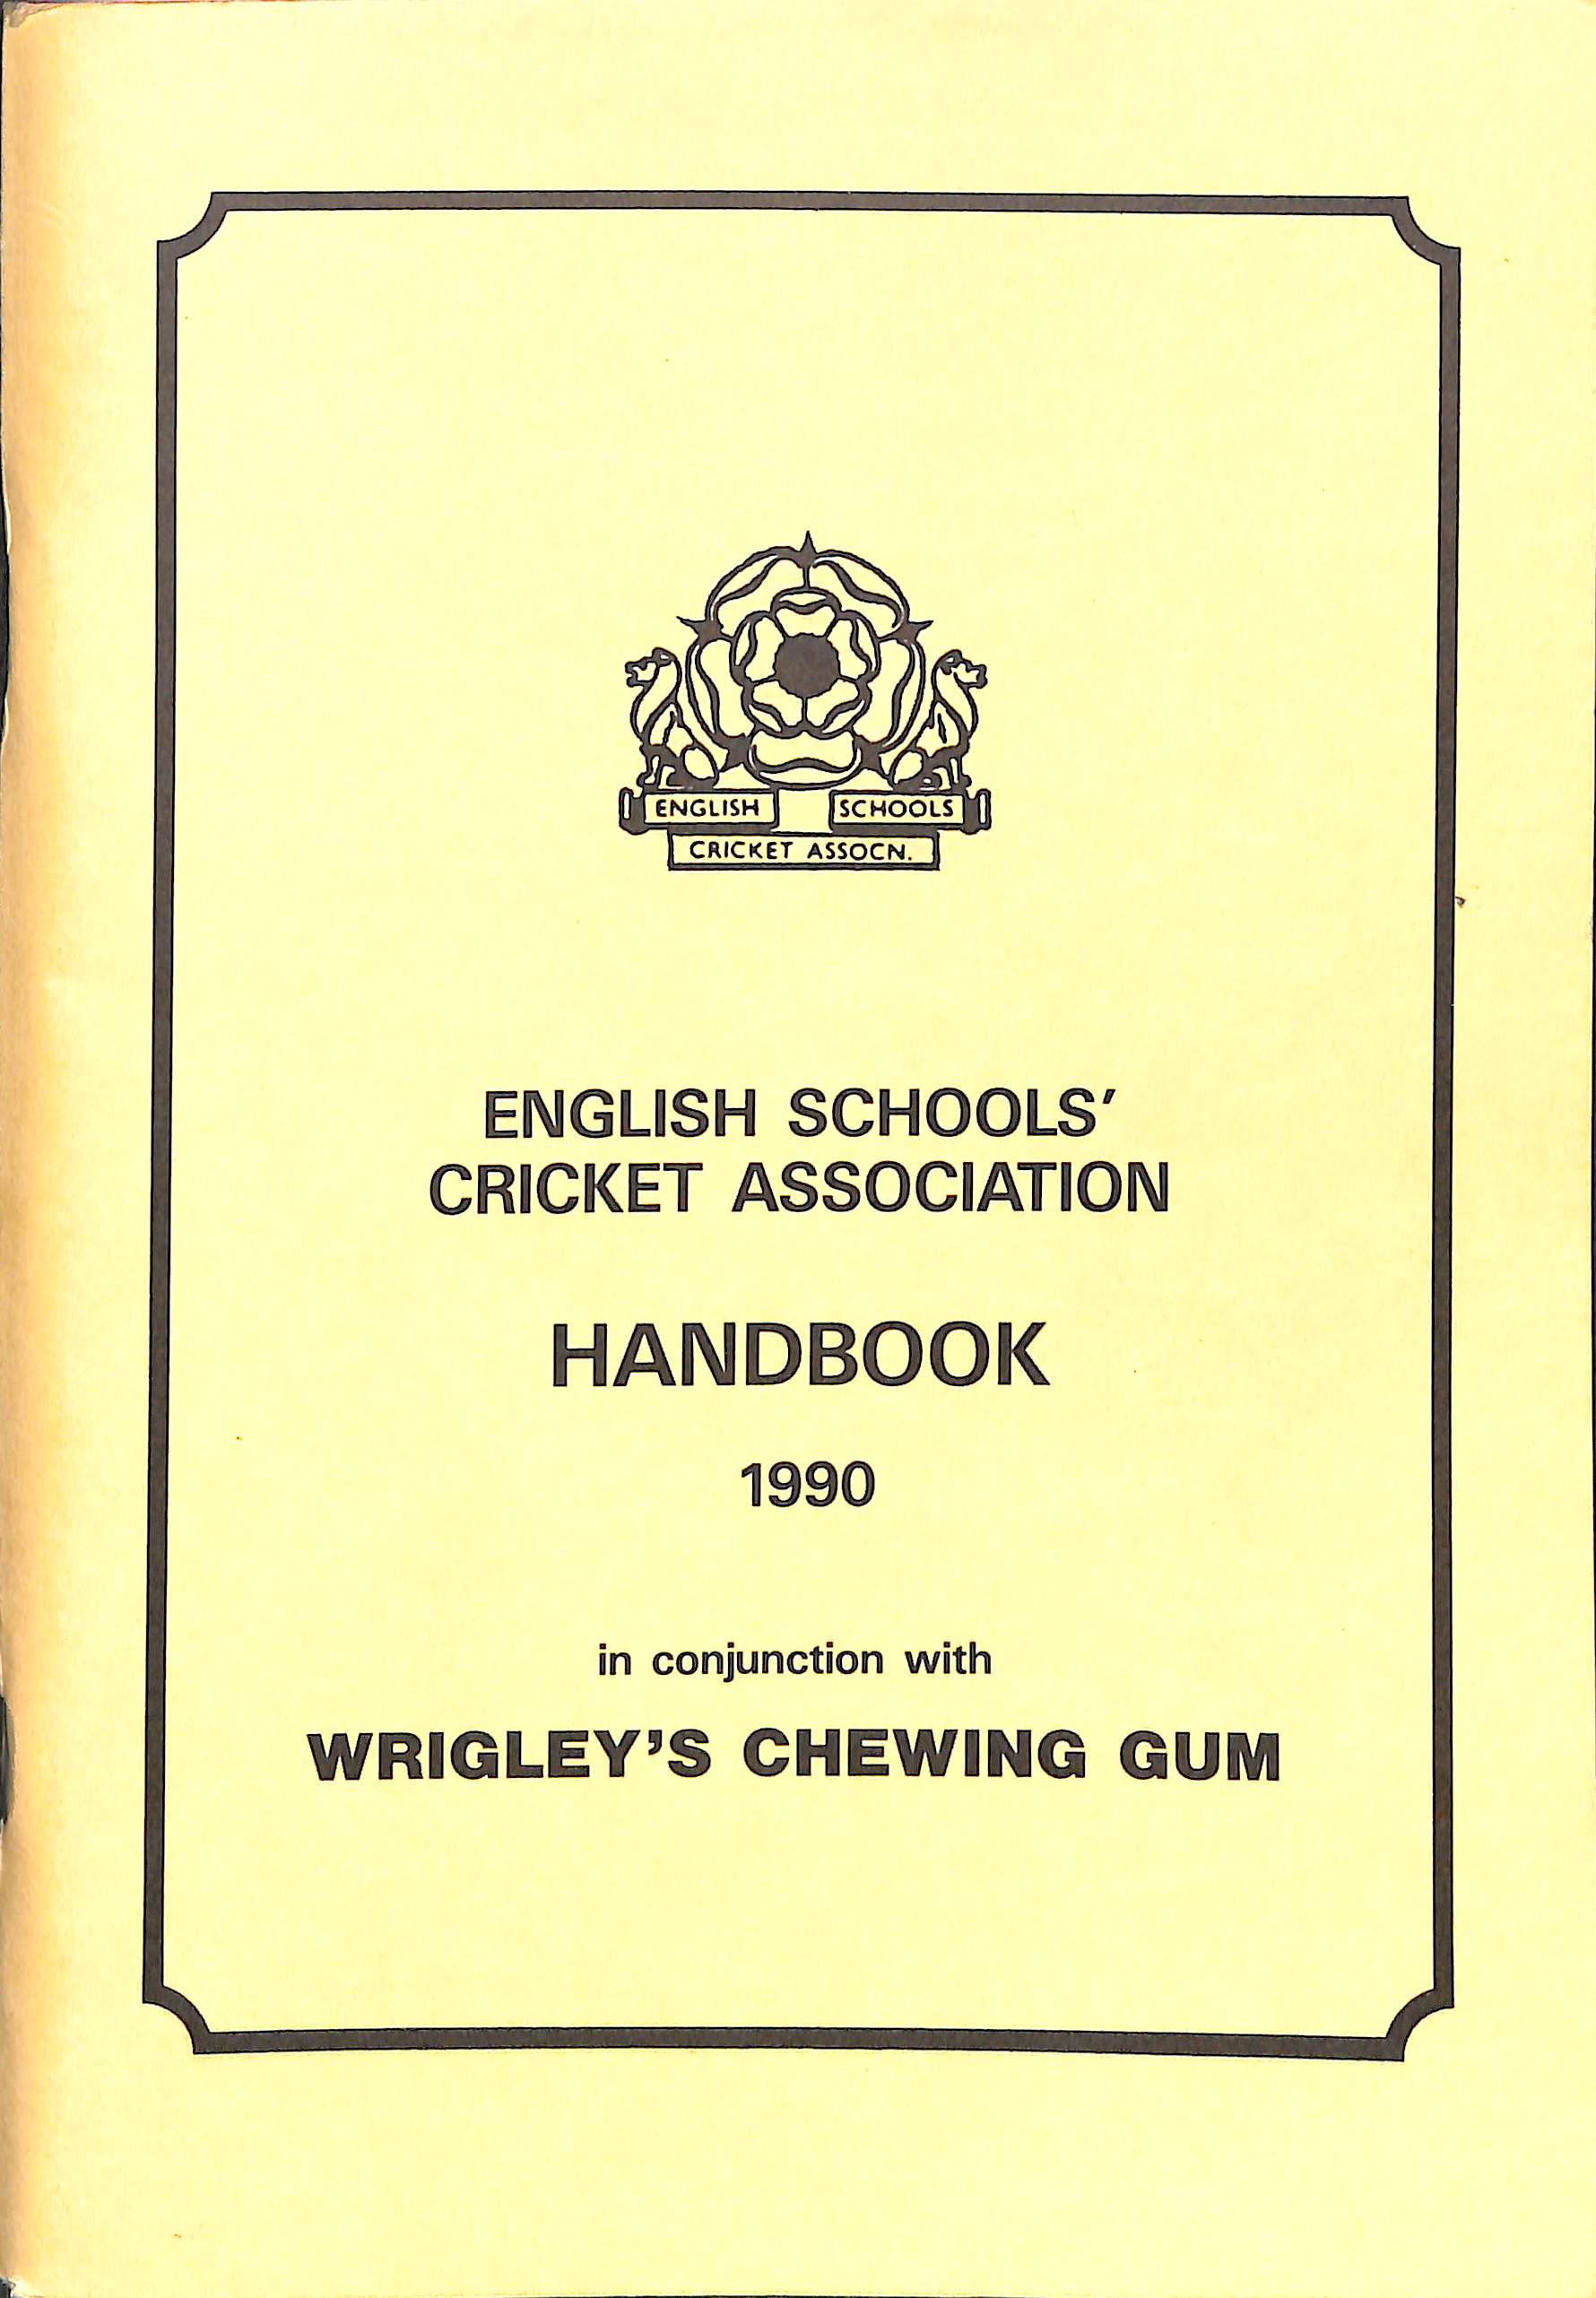 ENGLISH SCHOOLS
CRICKET ASSOCN.
ENGLISH SCHOOLS'
CRICKET ASSOCIATION
HANDBOOK
1990
in conjunction with
WRIGLEY'S CHEWING GUM